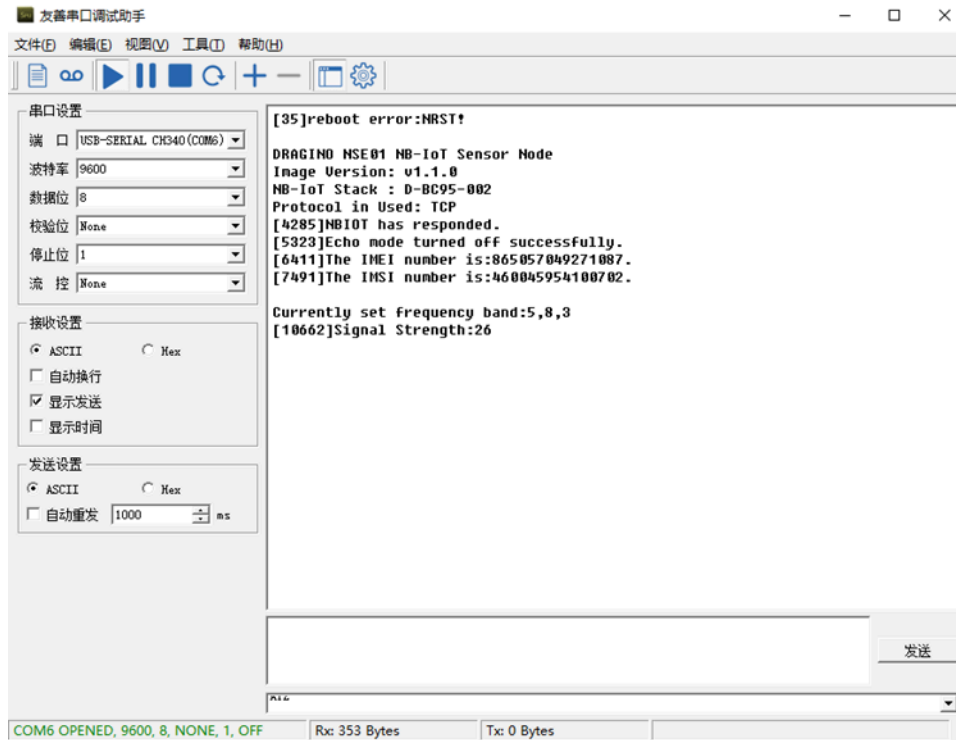 友善串口调试助手
文件(F) 编辑(E) 视图(V) 工具(T) 帮助(H)
串口设置
端 口 USB-SERIAL CH340(COM6)
波特率 9600
数据位 8
校验位 None
停止位 1
流 控 None
接收设置
ASCII Hex
自动换行
显示发送
显示时间
发送设置
ASCII Hex
自动重发 1000 ms
[35]reboot error:NRST!
DRAGINO NSE01 NB-IoT Sensor Node
Image Version: v1.1.0
NB-IoT Stack : D-BC95-002
Protocol in Used: TCP
[4285]NBIOT has responded.
[5323]Echo mode turned off successfully.
[6411]The IMEI number is:865057049271087.
[7491]The IMSI number is:460045954100702.
Currently set frequency band:5,8,3
[10662]Signal Strength:26
发送
COM6 OPENED, 9600, 8, NONE, 1, OFF Rx: 353 Bytes Tx: 0 Bytes